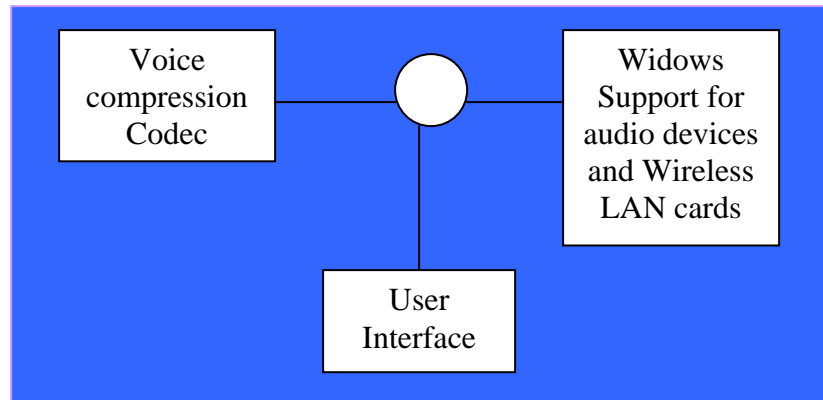 Voice
compression
Codec
Widows
Support for
audio devices
and Wireless
LAN cards
User
Interface